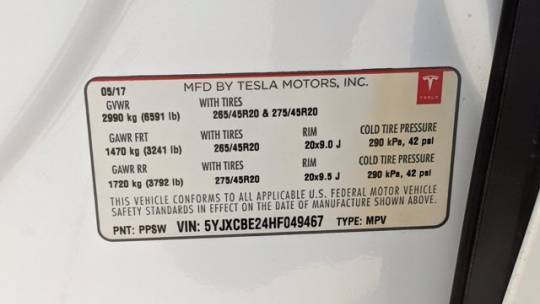 05/17 MFD BY TESLA MOTORS, INC.
TESLA
GVWR WITH TIRES
2990 kg (6591 lb) 265/45R20 & 275/45R20
GAWR FRT WITH TIRES RIM COLD TIRE PRESSURE
1470 kg (3241 lb) 265/45R20 20x9.0 J 290 kPa, 42 psi
GAWR RR WITH TIRES RIM COLD TIRE PRESSURE
1720 kg (3792 lb) 275/45R20 20x9.5 J 290 kPa, 42 psi
THIS VEHICLE CONFORMS TO ALL APPLICABLE U.S. FEDERAL MOTOR VEHICLE
SAFETY STANDARDS IN EFFECT ON THE DATE OF MANUFACTURE SHOWN ABOVE.
PNT: PPSW VIN: 5YJXCBE24HF049467 TYPE: MPV